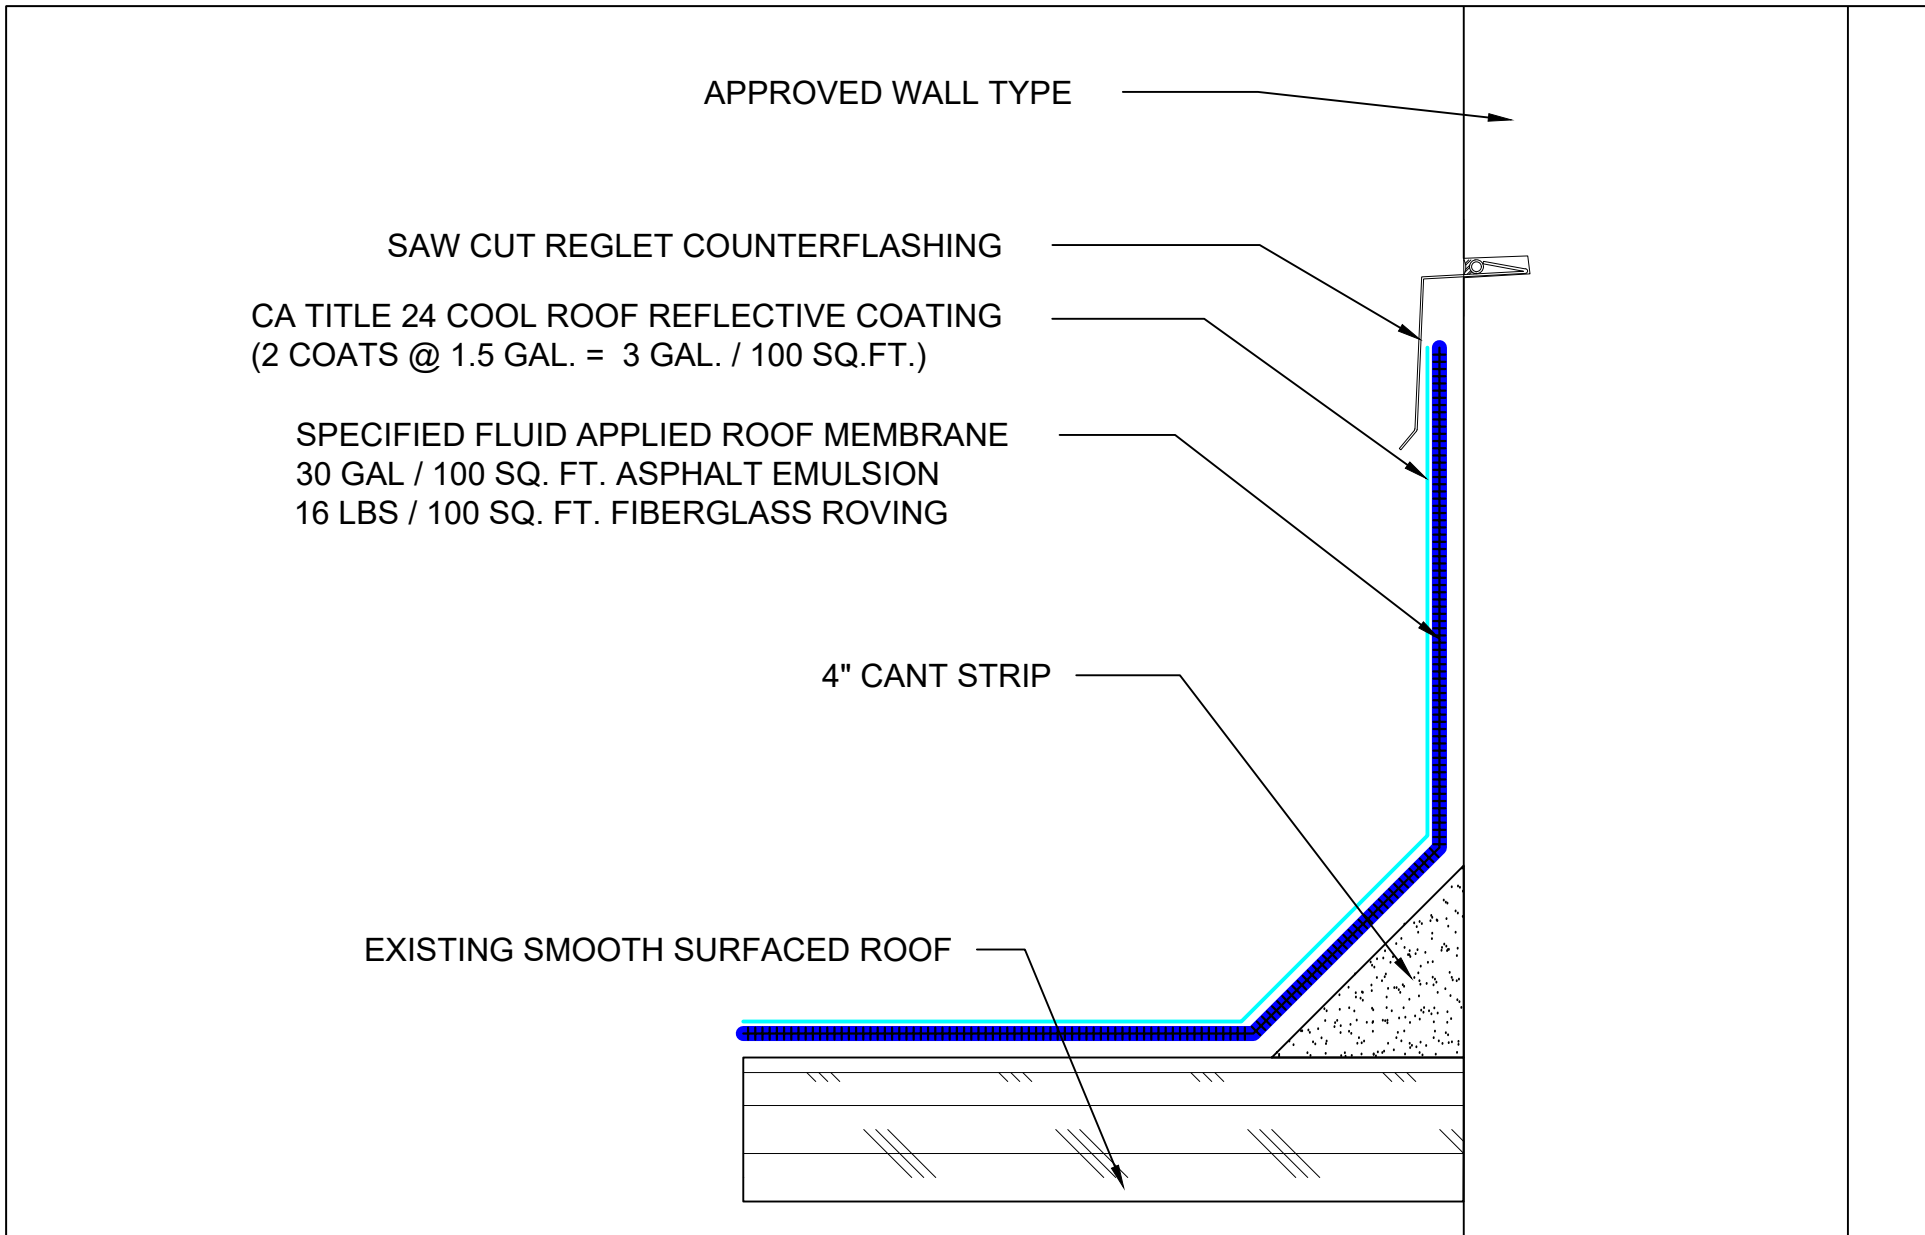 APPROVED WALL TYPE
SAW CUT REGLET COUNTERFLASHING
CA TITLE 24 COOL ROOF REFLECTIVE COATING
(2 COATS @ 1.5 GAL. = 3 GAL. / 100 SQ.FT.)
SPECIFIED FLUID APPLIED ROOF MEMBRANE
30 GAL / 100 SQ. FT. ASPHALT EMULSION
16 LBS / 100 SQ. FT. FIBERGLASS ROVING
4" CANT STRIP
EXISTING SMOOTH SURFACED ROOF